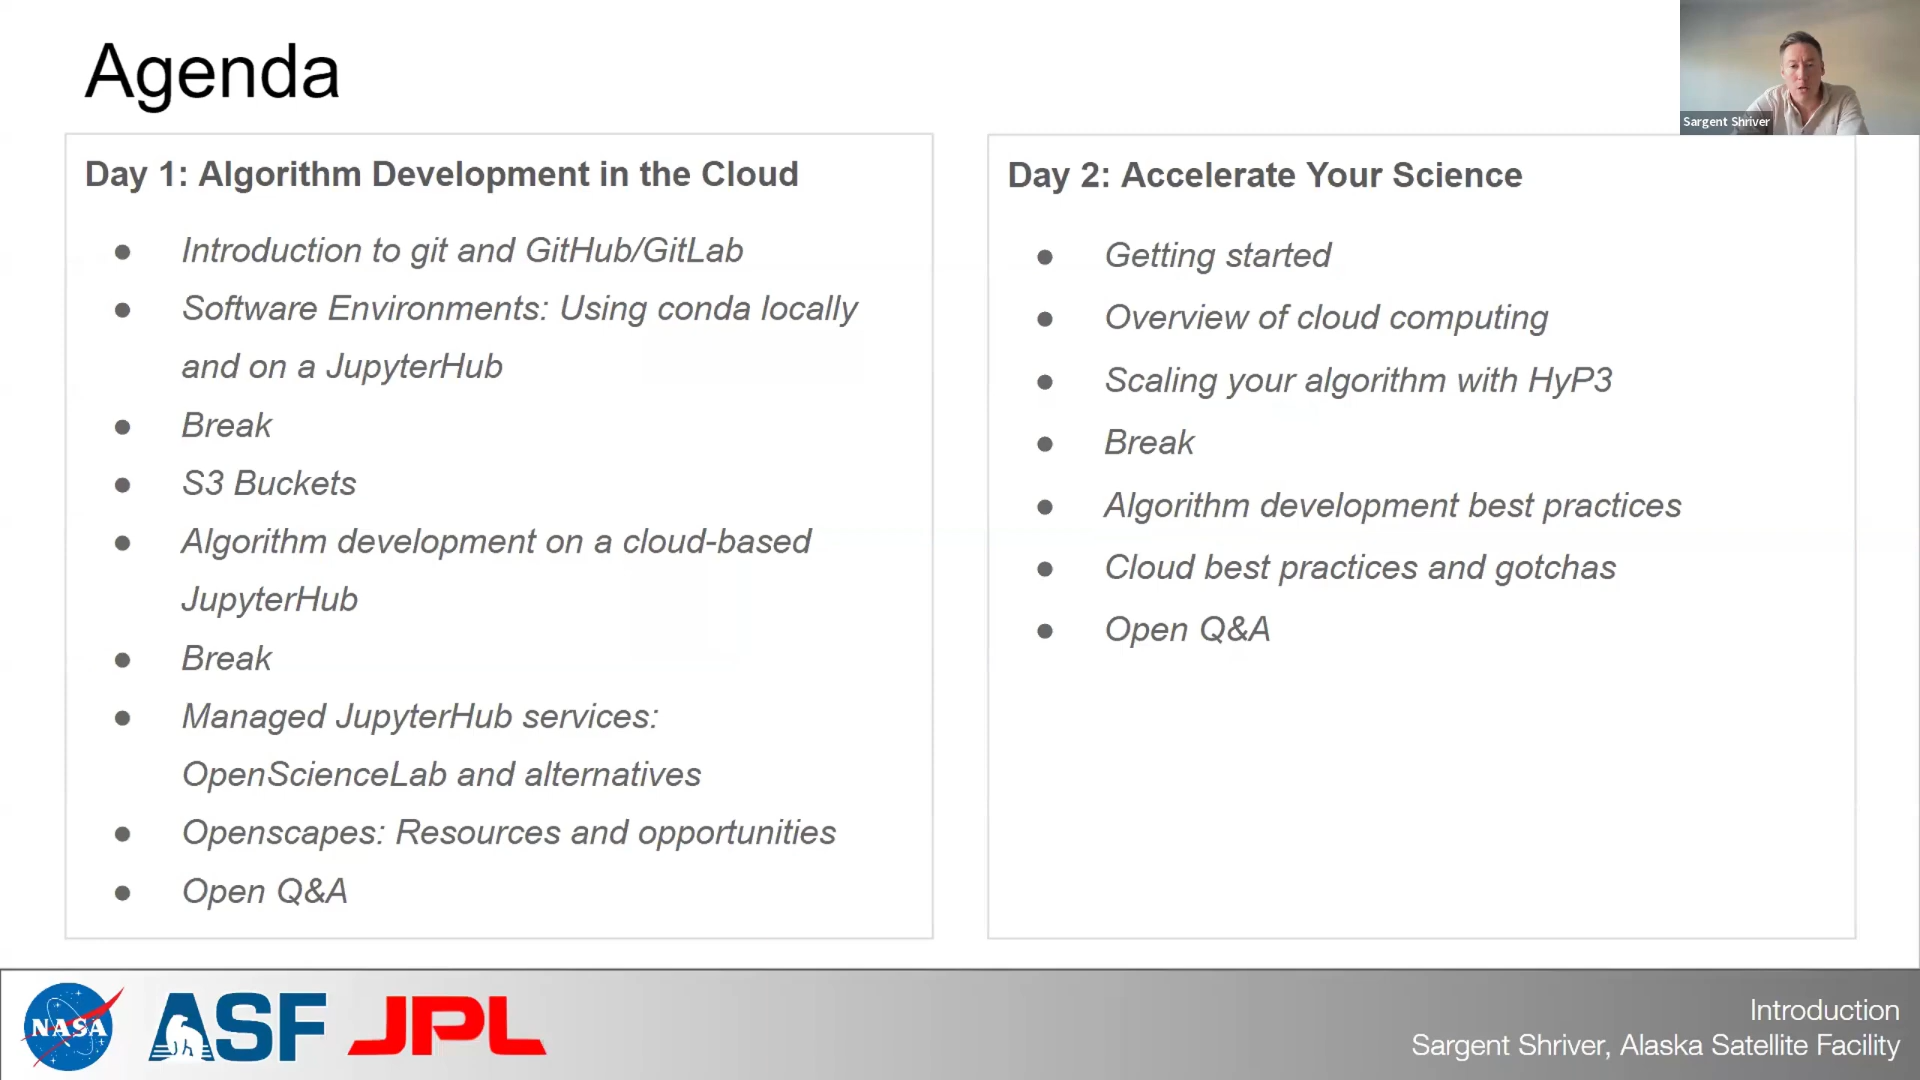 Agenda
Sargent Shriver
Day 1: Algorithm Development in the Cloud
Introduction to git and GitHub/GitLab
Software Environments: Using conda locally
and on a JupyterHub
Break
S3 Buckets
Algorithm development on a cloud-based
JupyterHub
Break
Managed JupyterHub services:
OpenScienceLab and alternatives
Openscapes: Resources and opportunities
Open Q&A
Day 2: Accelerate Your Science
Getting started
Overview of cloud computing
Scaling your algorithm with HyP3
Break
Algorithm development best practices
Cloud best practices and gotchas
Open Q&A
NASA
ASF
JPL
Introduction
Sargent Shriver, Alaska Satellite Facility